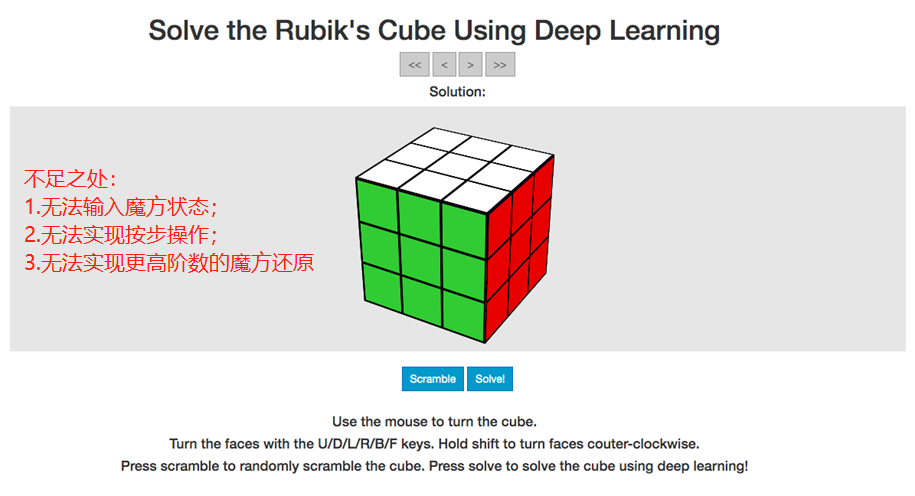 Solve the Rubik's Cube Using Deep Learning
<< < > >>
Solution:
不足之处：
1.无法输入魔方状态；
2.无法实现按步操作；
3.无法实现更高阶数的魔方还原
Scramble Solve!
Use the mouse to turn the cube.
Turn the faces with the U/D/L/R/B/F keys. Hold shift to turn faces couter-clockwise.
Press scramble to randomly scramble the cube. Press solve to solve the cube using deep learning!